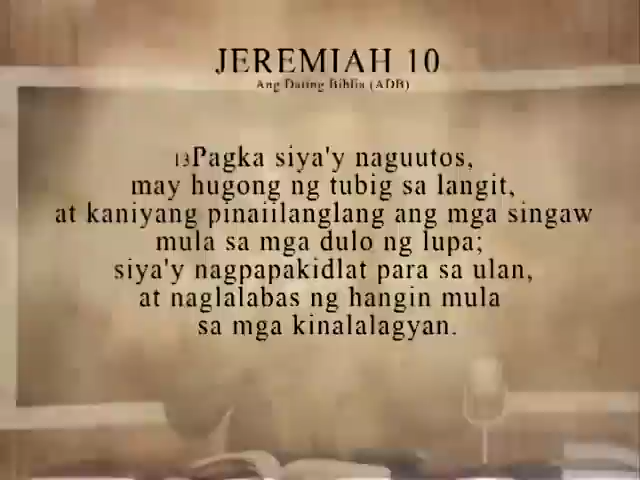 JEREMIAH 10
Ang Dating Biblia (ADB)
13Pagka siya'y naguutos,
may hugong ng tubig sa langit,
at kaniyang pinaiilanglang ang mga singaw
mula sa mga dulo ng lupa;
siya'y nagpapakidlat para sa ulan,
at naglalabas ng hangin mula
sa mga kinalalagyan.